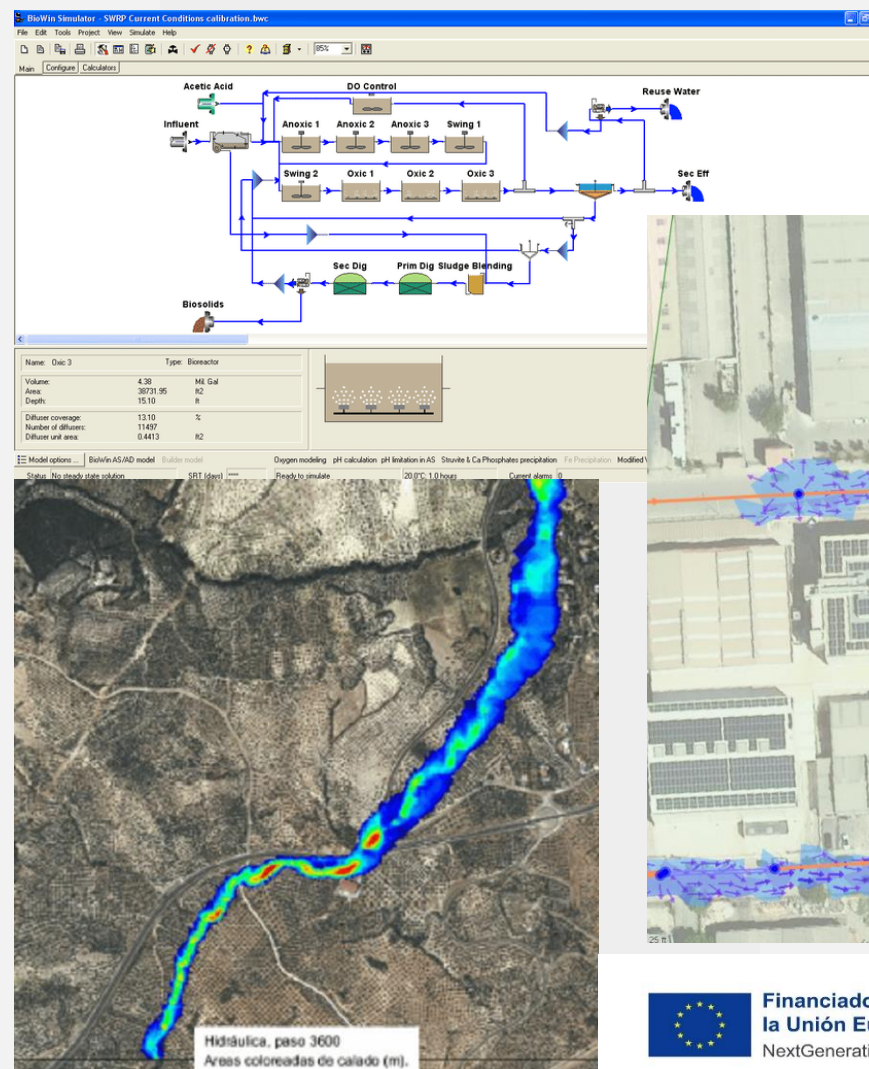 BioWin Simulator - SWRP Current Conditions calibration.bwc
File Edit Tools Project View Simulate Help
85%
Main Configure Calculators
Acetic Acid
DO Control
Reuse Water
Influent
Anoxic 1 Anoxic 2 Anoxic 3 Swing 1
Swing 2 Oxic 1 Oxic 2 Oxic 3
Sec Eff
Sec Dig Prim Dig Sludge Blending
Biosolids
Name: Oxic 3 Type: Bioreactor
Volume: 4.38 Mil. Gal
Area: 38731.95 ft2
Depth: 15.10 ft
Diffuser coverage: 13.10 %
Number of diffusers: 11497
Diffuser unit area: 0.4413 ft2
Model options ... BioWin AS/AD model Builder model Oxygen modeling pH calculation pH limitation in AS Struvite & Ca Phosphates precipitation Fe Precipitation Modified V
Status No steady state solution SRT (days) ---- Ready to simulate 20.0°C; 1.0 hours Current alarms 0
25 ft
Hidráulica, paso 3600
Areas coloreadas de calado (m).
Financiado
la Unión Eu
NextGenerati